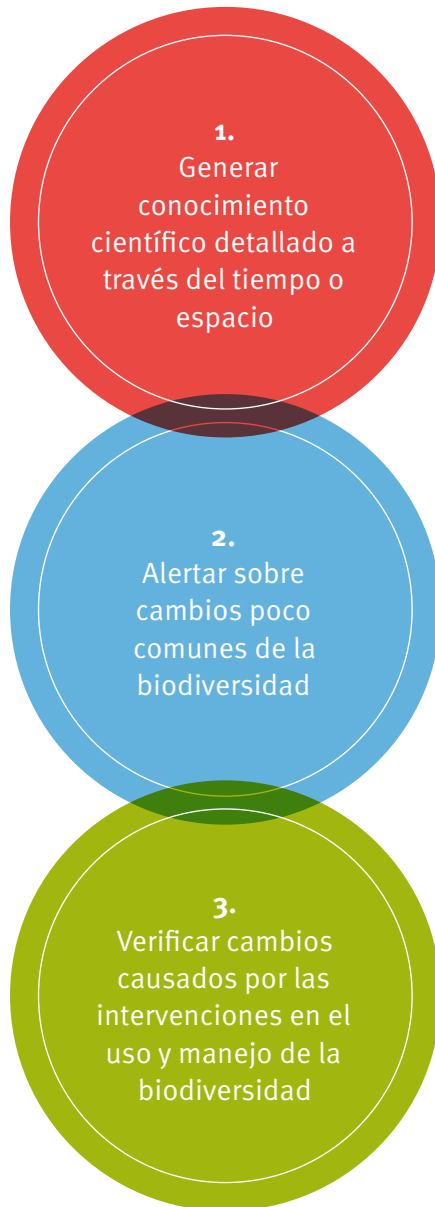 1.
Generar
conocimiento
científico detallado a
través del tiempo o
espacio
2.
Alertar sobre
cambios poco
comunes de la
biodiversidad
3.
Verificar cambios
causados por las
intervenciones en el
uso y manejo de la
biodiversidad